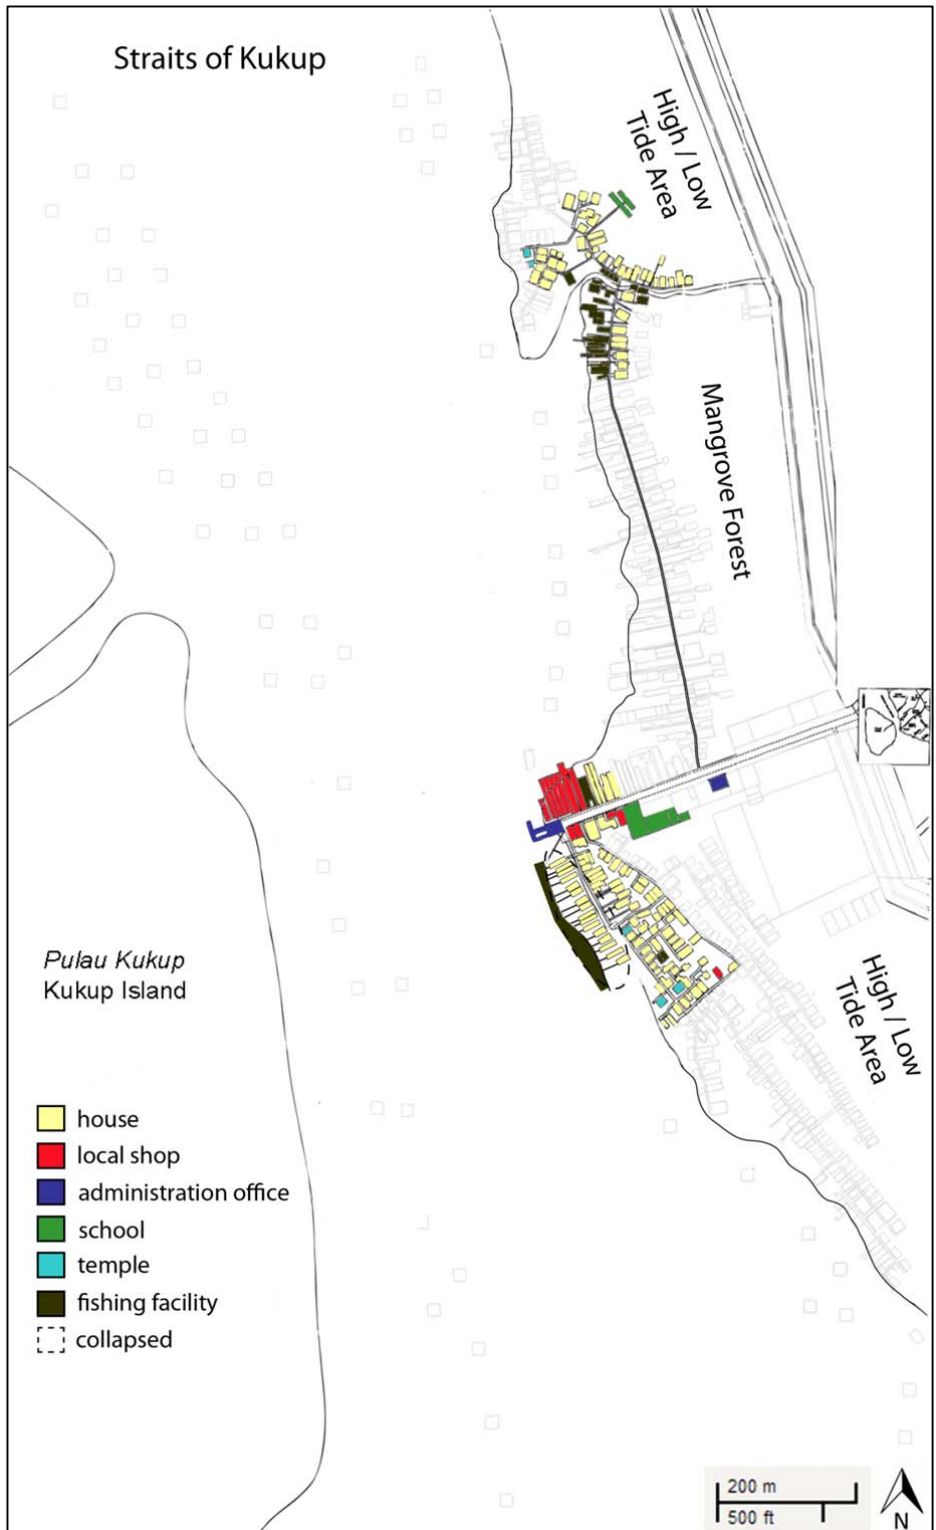 Straits of Kukup
High / Low
Tide Area
Mangrove Forest
Pulau Kukup
Kukup Island
High / Low
Tide Area
house
local shop
administration office
school
temple
fishing facility
collapsed
200 m
500 ft
N